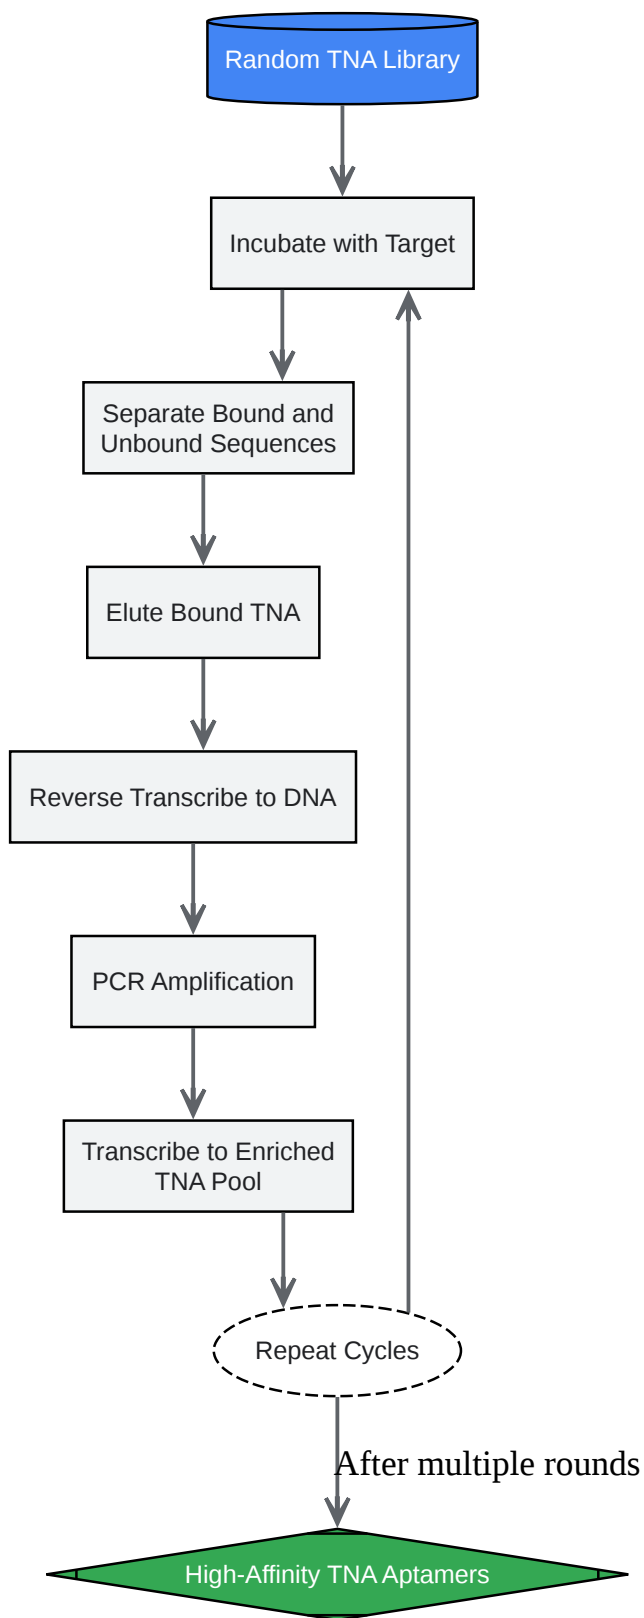 Random TNA Library
Incubate with Target
Separate Bound and
Unbound Sequences
Elute Bound TNA
Reverse Transcribe to DNA
PCR Amplification
Transcribe to Enriched
TNA Pool
Repeat Cycles
After multiple rounds
High-Affinity TNA Aptamers